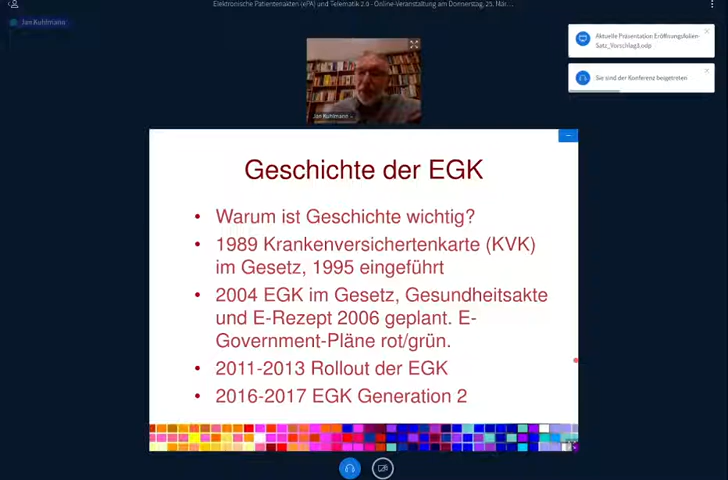 Elektronische Patientenakten (ePA) und Telematik 2.0 - Online-Veranstaltung am Donnerstag, 21. Mär...
Jan Kuhlmann
Aktuelle Präsentation Eröffnungsfolien-
Satz_Vorschlag3.odp
Sie sind der Konferenz beigetreten
Jan Kuhlmann
Geschichte der EGK
• Warum ist Geschichte wichtig?
• 1989 Krankenversichertenkarte (KVK)
im Gesetz, 1995 eingeführt
• 2004 EGK im Gesetz, Gesundheitsakte
und E-Rezept 2006 geplant. E-
Government-Pläne rot/grün.
• 2011-2013 Rollout der EGK
• 2016-2017 EGK Generation 2